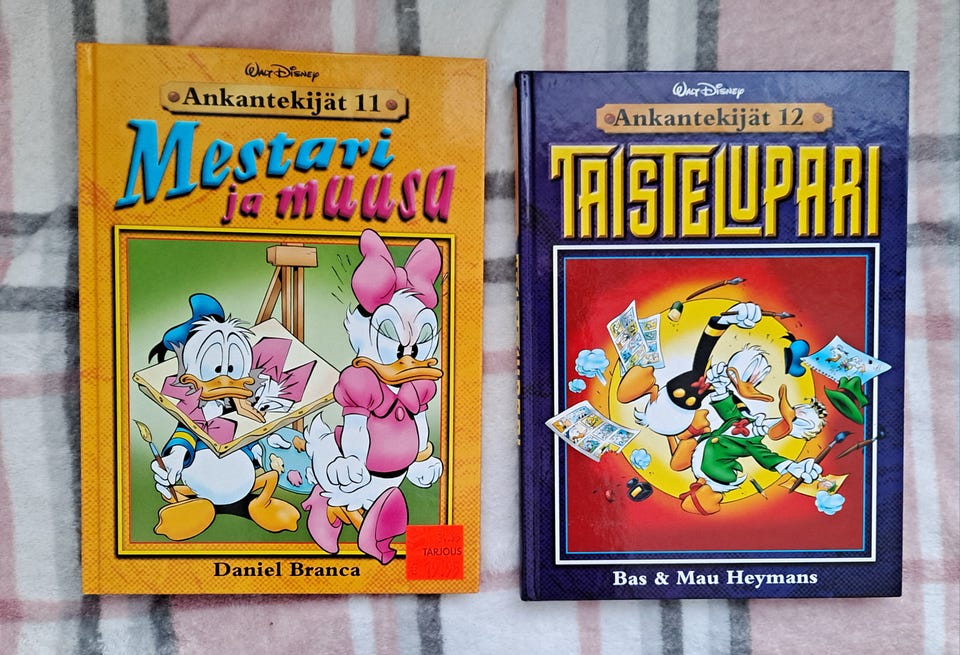 Walt Disney
Ankantekijät 11
Mestari
ja muusa
TARJOUS
Daniel Branca
Walt Disney
Ankantekijät 12
TAISTELUPARI
Bas & Mau Heymans